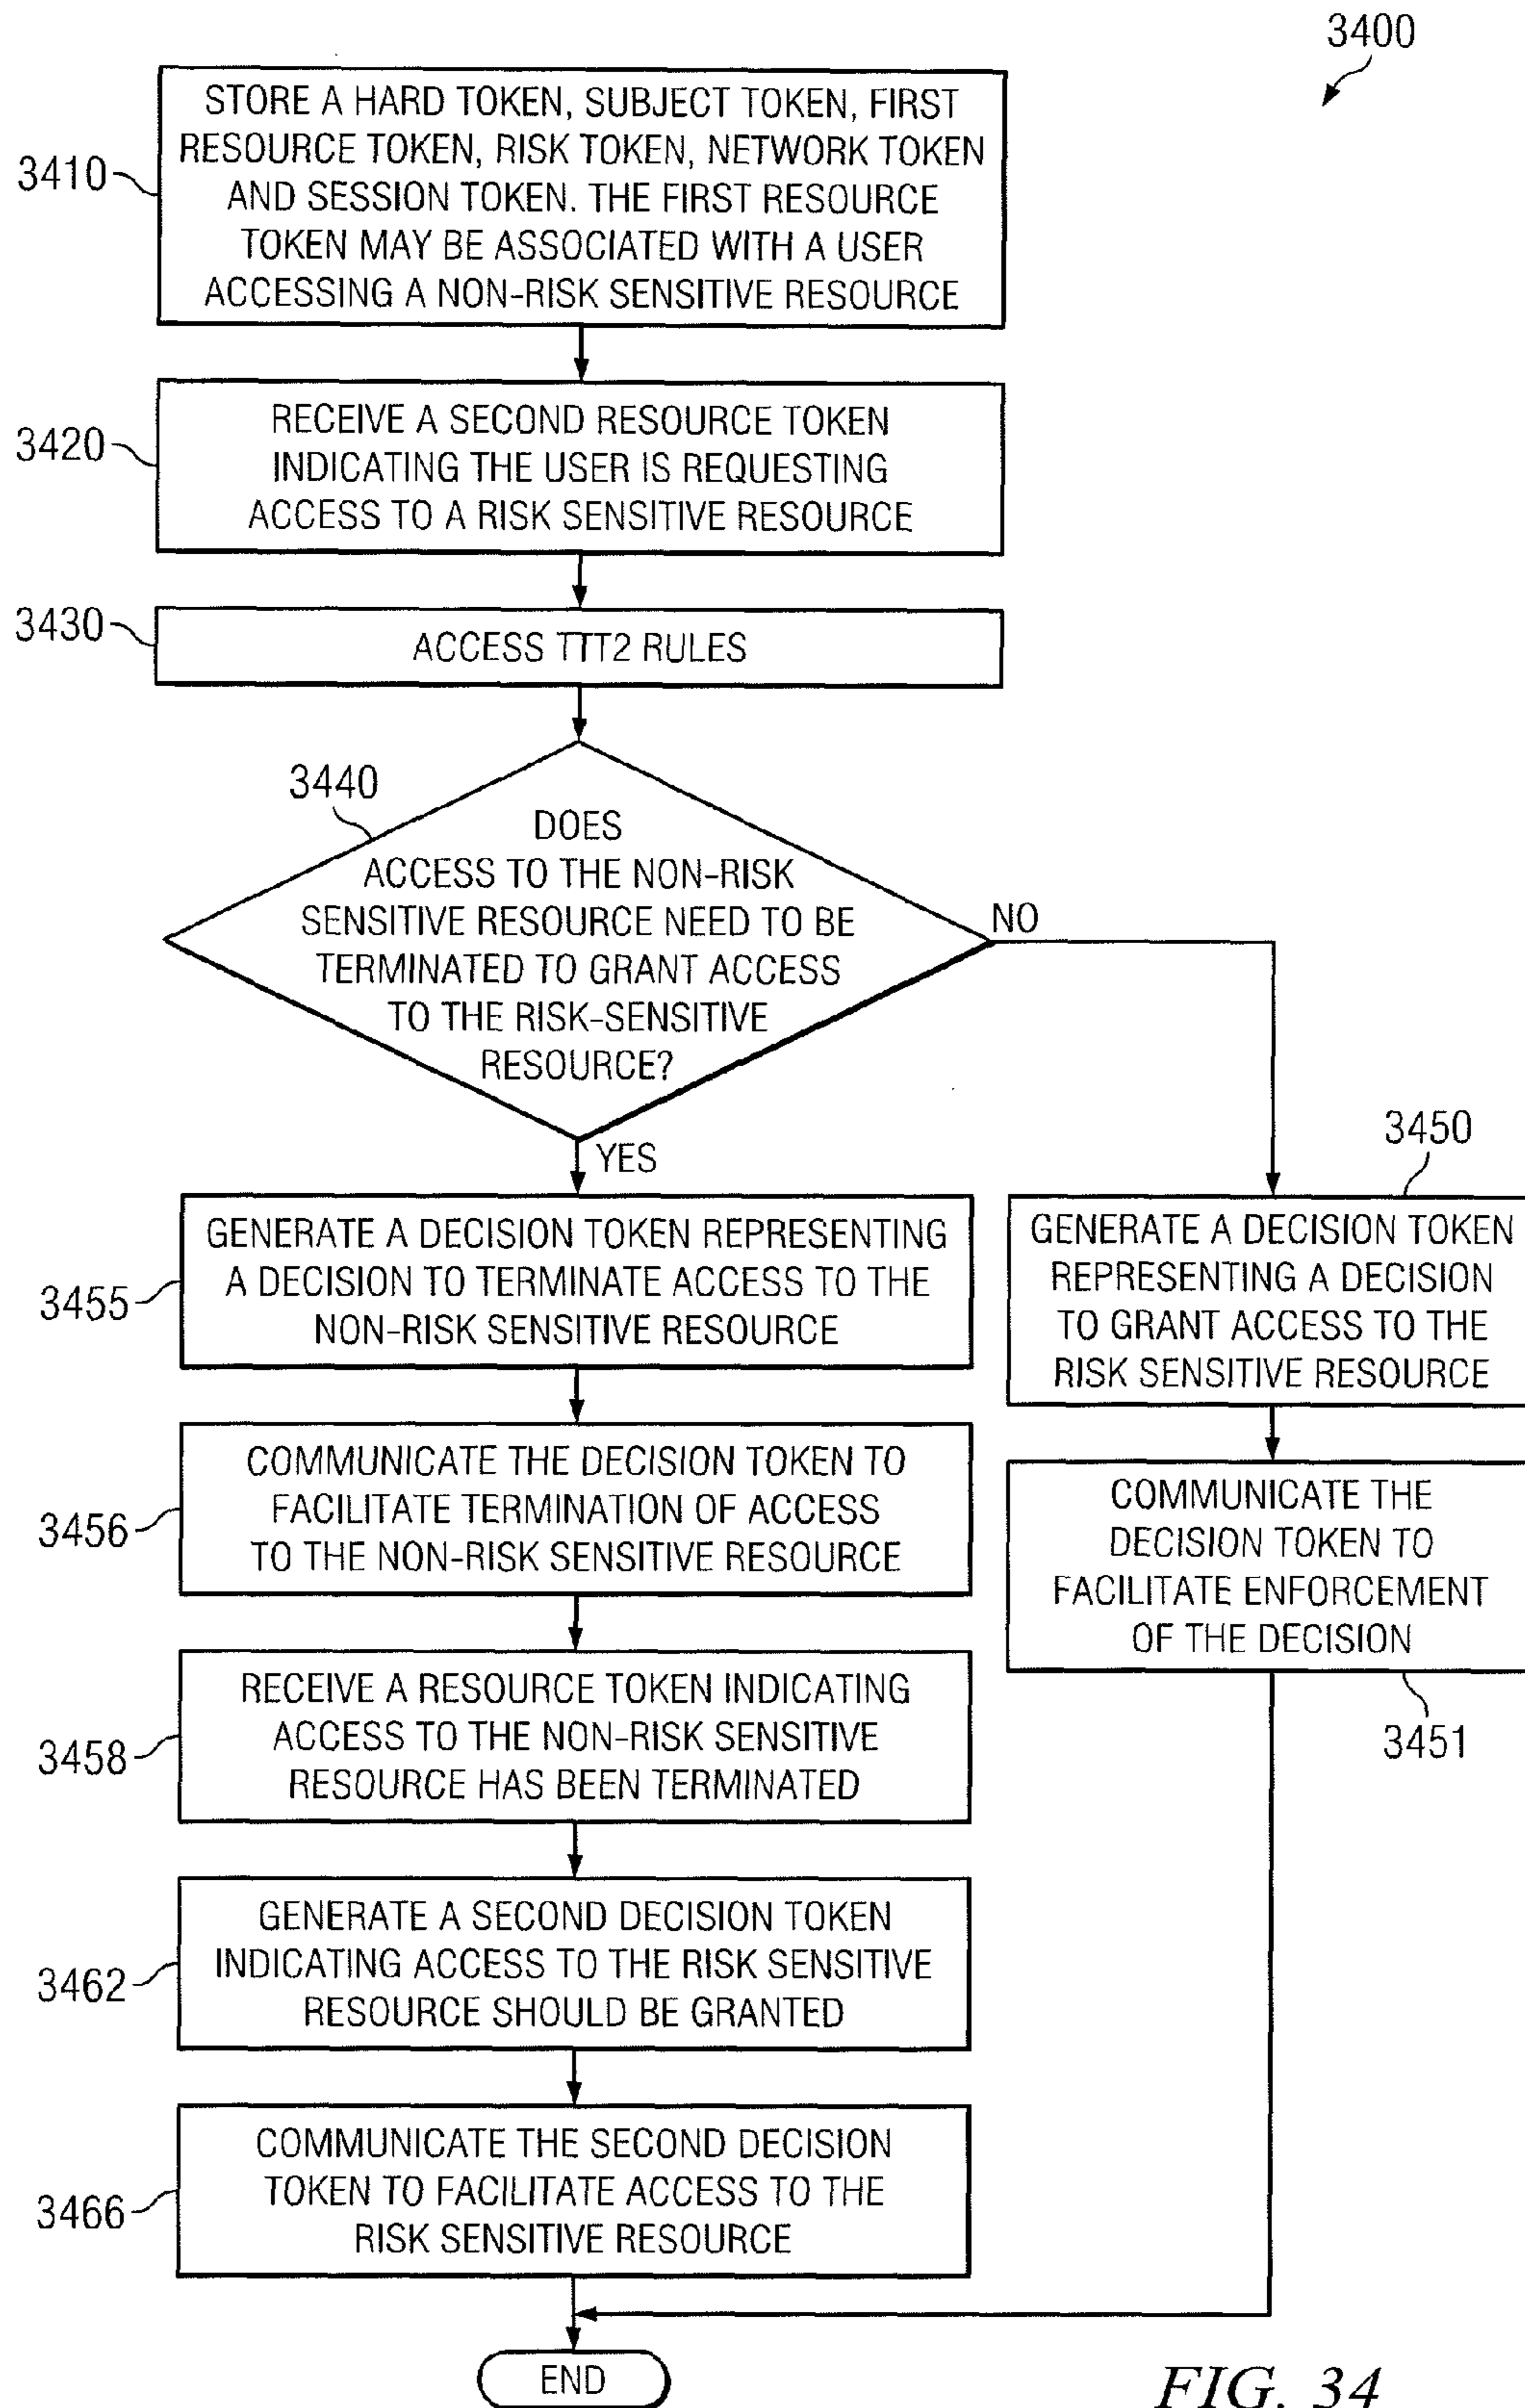 3400
STORE A HARD TOKEN, SUBJECT TOKEN, FIRST
RESOURCE TOKEN, RISK TOKEN, NETWORK TOKEN
AND SESSION TOKEN. THE FIRST RESOURCE
TOKEN MAY BE ASSOCIATED WITH A USER
ACCESSING A NON-RISK SENSITIVE RESOURCE
3410
RECEIVE A SECOND RESOURCE TOKEN
INDICATING THE USER IS REQUESTING
ACCESS TO A RISK SENSITIVE RESOURCE
3420
3430
ACCESS TTT2 RULES
3440
DOES
ACCESS TO THE NON-RISK
SENSITIVE RESOURCE NEED TO BE
TERMINATED TO GRANT ACCESS
TO THE RISK-SENSITIVE
RESOURCE?
NO
YES
3455
GENERATE A DECISION TOKEN REPRESENTING
A DECISION TO TERMINATE ACCESS TO THE
NON-RISK SENSITIVE RESOURCE
3450
GENERATE A DECISION TOKEN
REPRESENTING A DECISION
TO GRANT ACCESS TO THE
RISK SENSITIVE RESOURCE
3456
COMMUNICATE THE DECISION TOKEN TO
FACILITATE TERMINATION OF ACCESS
TO THE NON-RISK SENSITIVE RESOURCE
COMMUNICATE THE
DECISION TOKEN TO
FACILITATE ENFORCEMENT
OF THE DECISION
3451
3458
RECEIVE A RESOURCE TOKEN INDICATING
ACCESS TO THE NON-RISK SENSITIVE
RESOURCE HAS BEEN TERMINATED
3462
GENERATE A SECOND DECISION TOKEN
INDICATING ACCESS TO THE RISK SENSITIVE
RESOURCE SHOULD BE GRANTED
3466
COMMUNICATE THE SECOND DECISION
TOKEN TO FACILITATE ACCESS TO THE
RISK SENSITIVE RESOURCE
END
FIG. 34